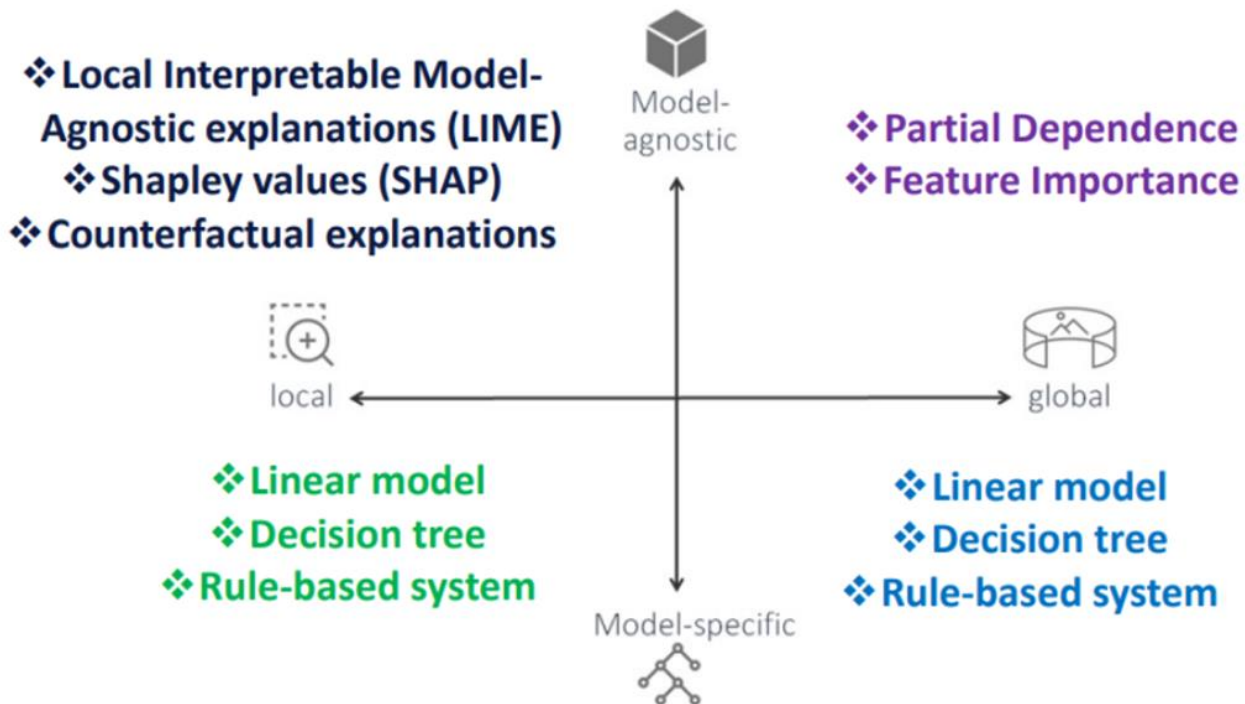 ❖Local Interpretable Model-
Agnostic explanations (LIME)
❖Shapley values (SHAP)
❖Counterfactual explanations
Model-
agnostic
❖Partial Dependence
❖Feature Importance
local
global
❖Linear model
❖Decision tree
❖Rule-based system
❖Linear model
❖Decision tree
❖Rule-based system
Model-specific